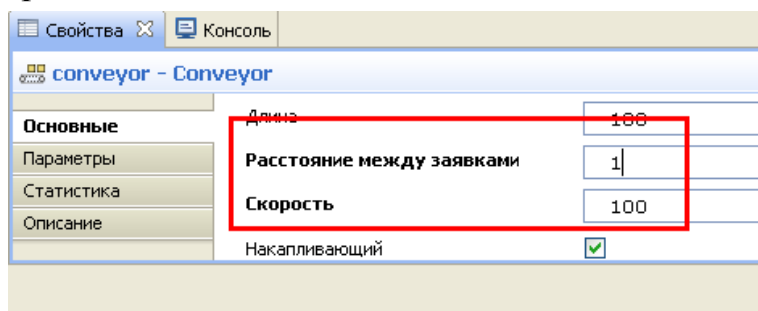 Свойства Консоль
conveyor - Conveyor
Основные
Параметры
Статистика
Описание
Длина 100
Расстояние между заявками 1
Скорость 100
Накапливающий